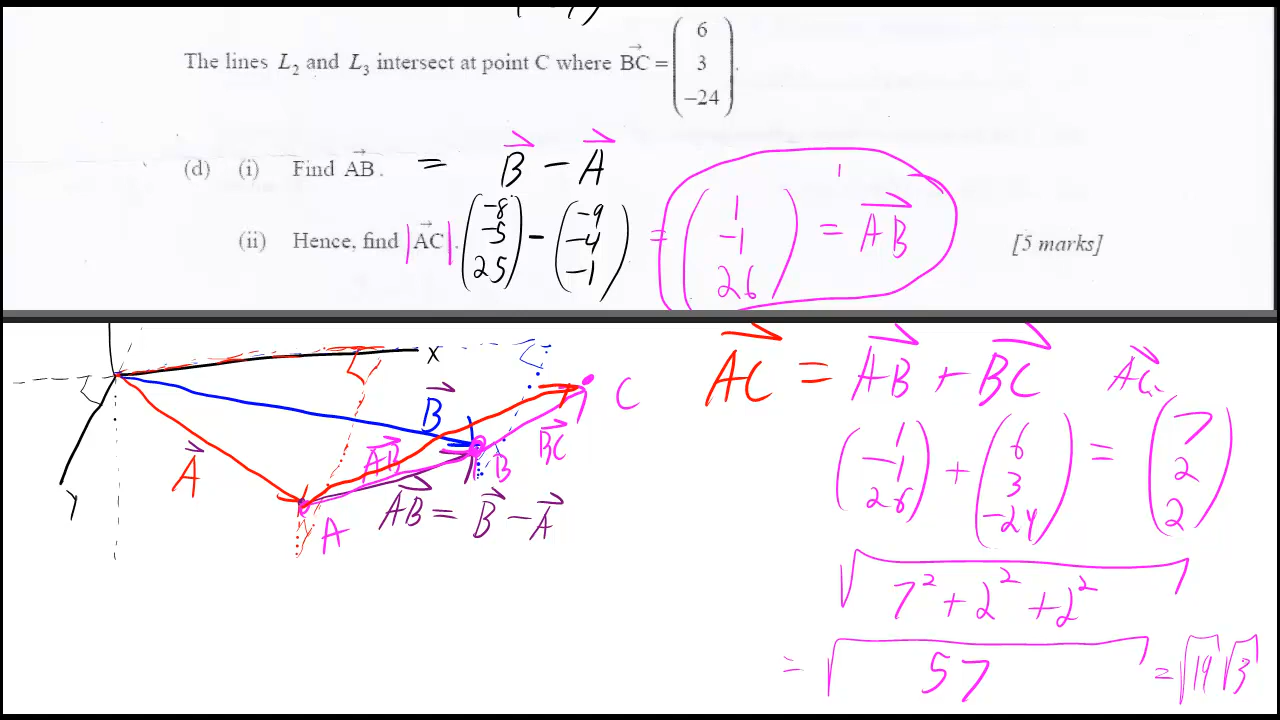 The lines L₂ and L₃ intersect at point C where BC⃗ = (6, 3, −24).
(d) (i) Find AB⃗. = B⃗ − A⃗
(ii) Hence, find |AC⃗|. (−8, −5, 25) − (−9, −4, −1) = (1, −1, 26) = AB⃗ [5 marks]
X
Y
A⃗
B⃗
AB⃗
B
BC⃗
C
A
AB⃗ = B⃗ − A⃗
AC⃗ = AB⃗ + BC⃗ AC⃗
(1, −1, 26) + (6, 3, −24) = (7, 2, 2)
√(7² + 2² + 2²)
= √57 = √19 √3